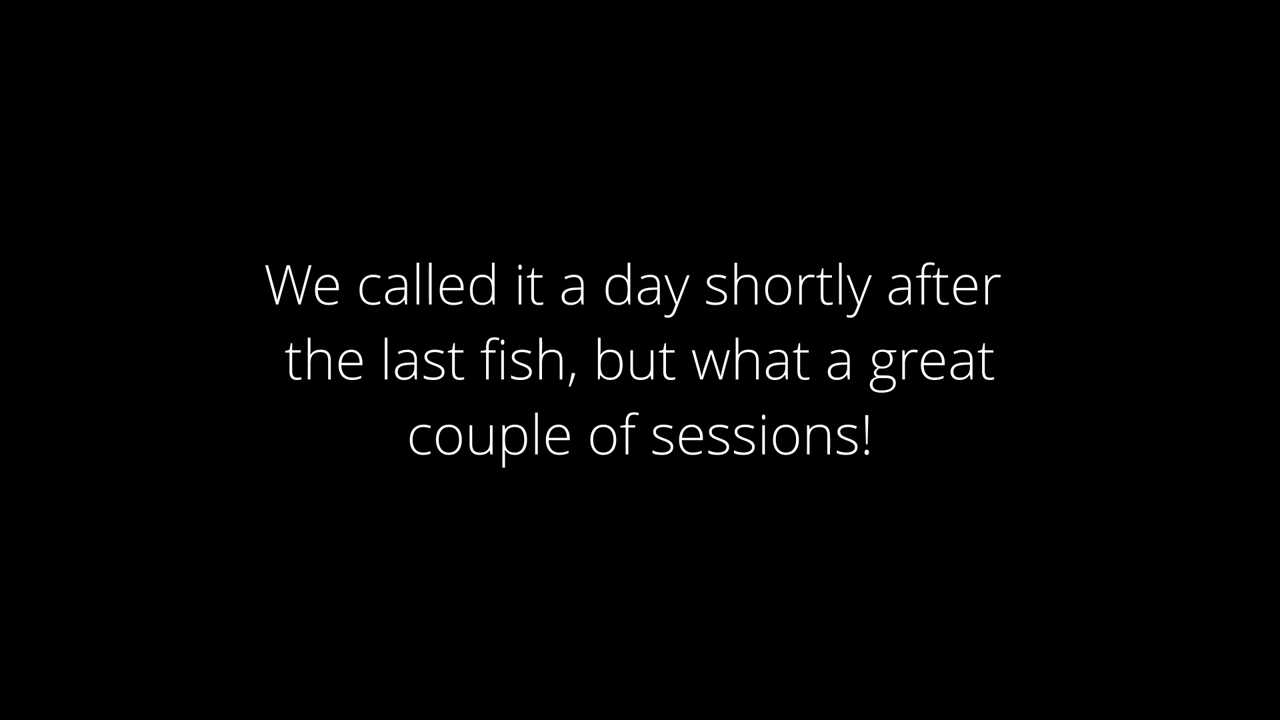 We called it a day shortly after
the last fish, but what a great
couple of sessions!